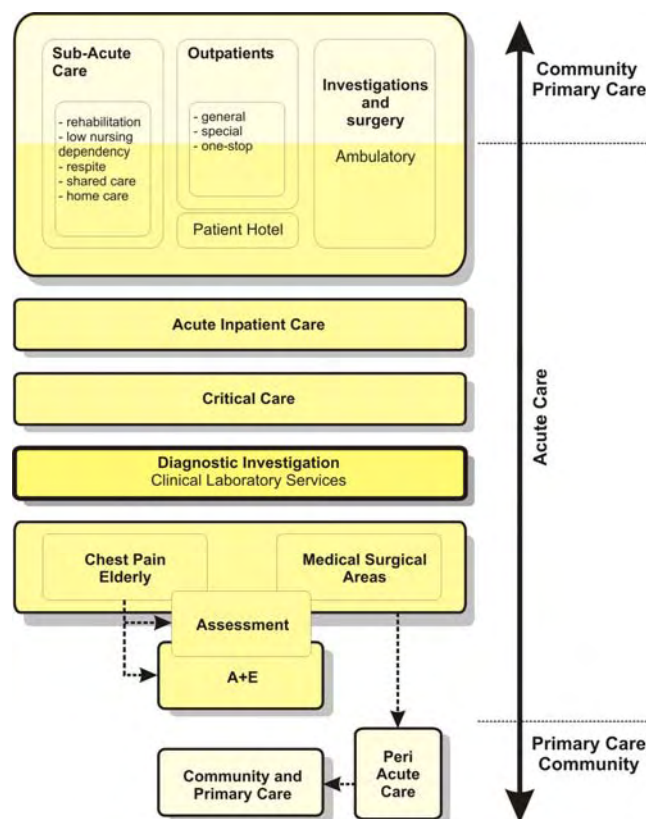 Sub-Acute
Care
- rehabilitation
- low nursing
dependency
- respite
- shared care
- home care
Outpatients
- general
- special
- one-stop
Patient Hotel
Investigations
and
surgery
Ambulatory
Community
Primary Care
Acute Inpatient Care
Critical Care
Diagnostic Investigation
Clinical Laboratory Services
Acute Care
Chest Pain
Elderly
Medical Surgical
Areas
Assessment
A+E
Peri
Acute
Care
Community and
Primary Care
Primary Care
Community